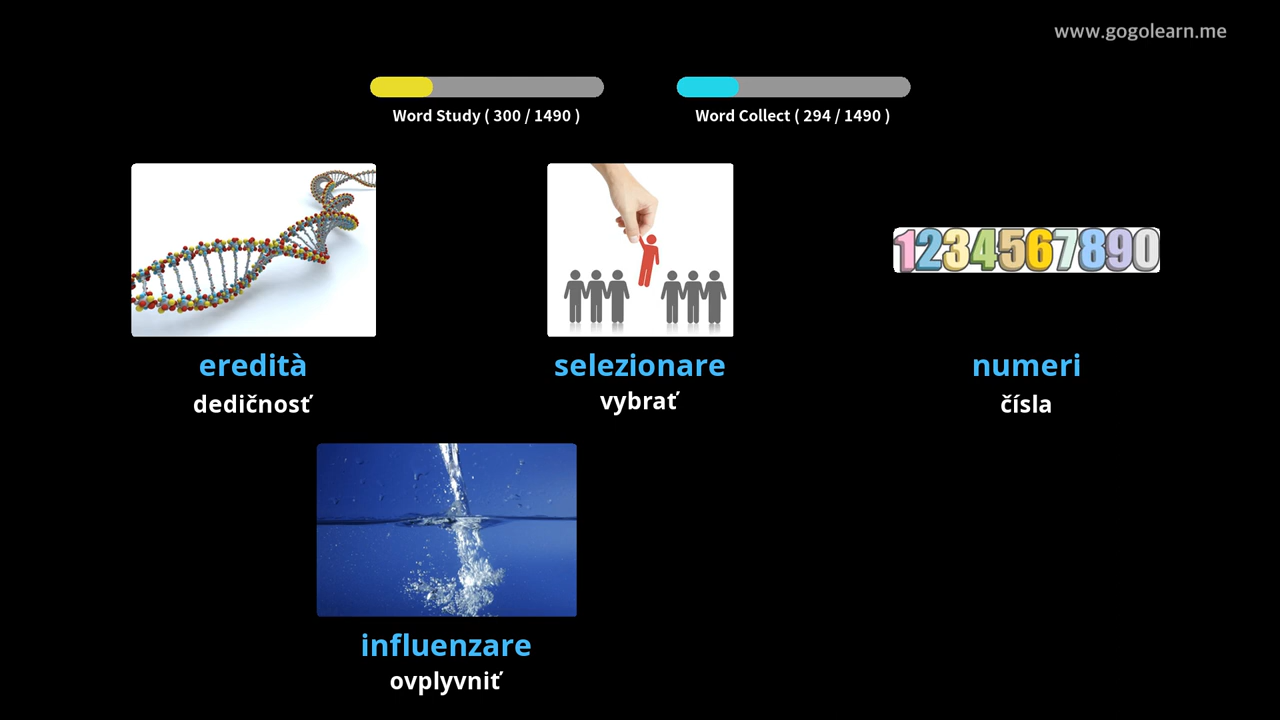 www.gogolearn.me
Word Study ( 300 / 1490 )
Word Collect ( 294 / 1490 )
1234567890
eredità
dedičnosť
selezionare
vybrať
numeri
čísla
influenzare
ovplyvniť